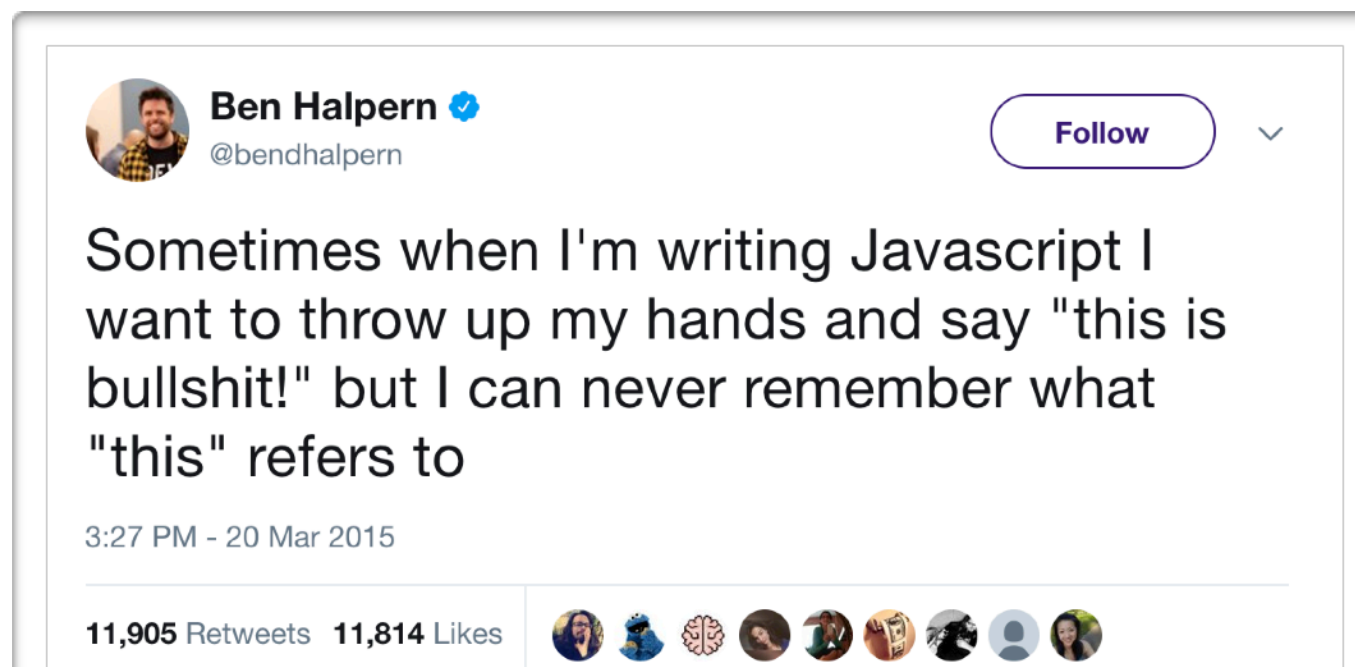 Ben Halpern
@bendhalpern
Follow
Sometimes when I'm writing Javascript I
want to throw up my hands and say "this is
bullshit!" but I can never remember what
"this" refers to
3:27 PM - 20 Mar 2015
11,905 Retweets 11,814 Likes